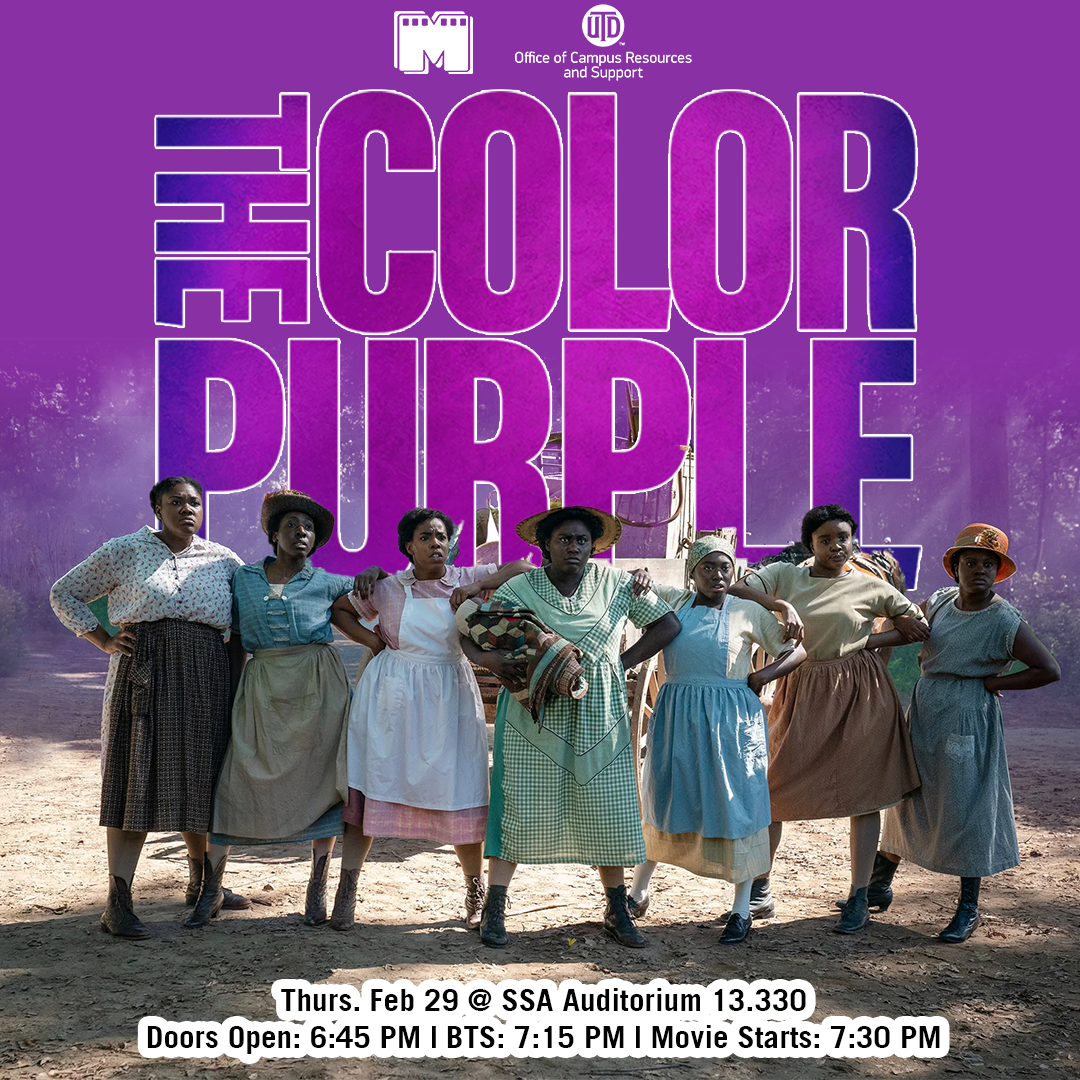 M
UTD
Office of Campus Resources
and Support
THE
COLOR
PURPLE
Thurs. Feb 29 @ SSA Auditorium 13.330
Doors Open: 6:45 PM | BTS: 7:15 PM | Movie Starts: 7:30 PM